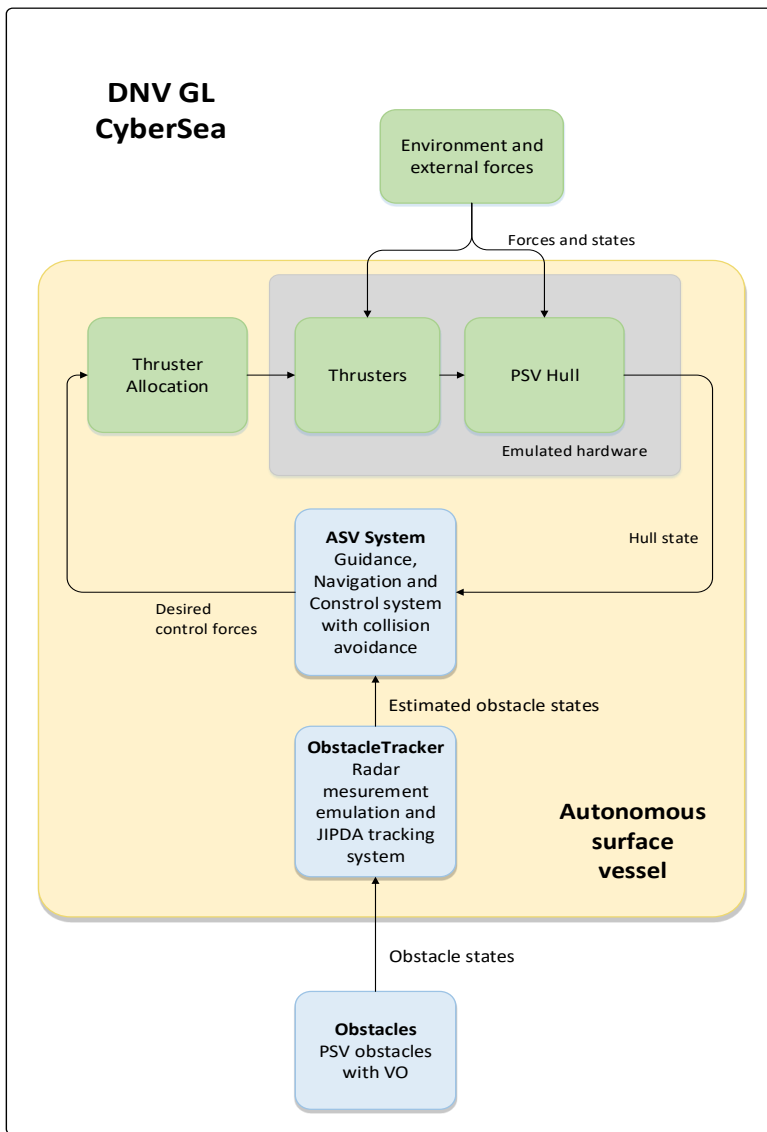 DNV GL
CyberSea
Environment and
external forces
Forces and states
Thruster
Allocation
Thrusters
PSV Hull
Emulated hardware
ASV System
Guidance,
Navigation and
Constrol system
with collision
avoidance
Hull state
Desired
control forces
Estimated obstacle states
ObstacleTracker
Radar
mesurement
emulation and
JIPDA tracking
system
Autonomous
surface
vessel
Obstacle states
Obstacles
PSV obstacles
with VO